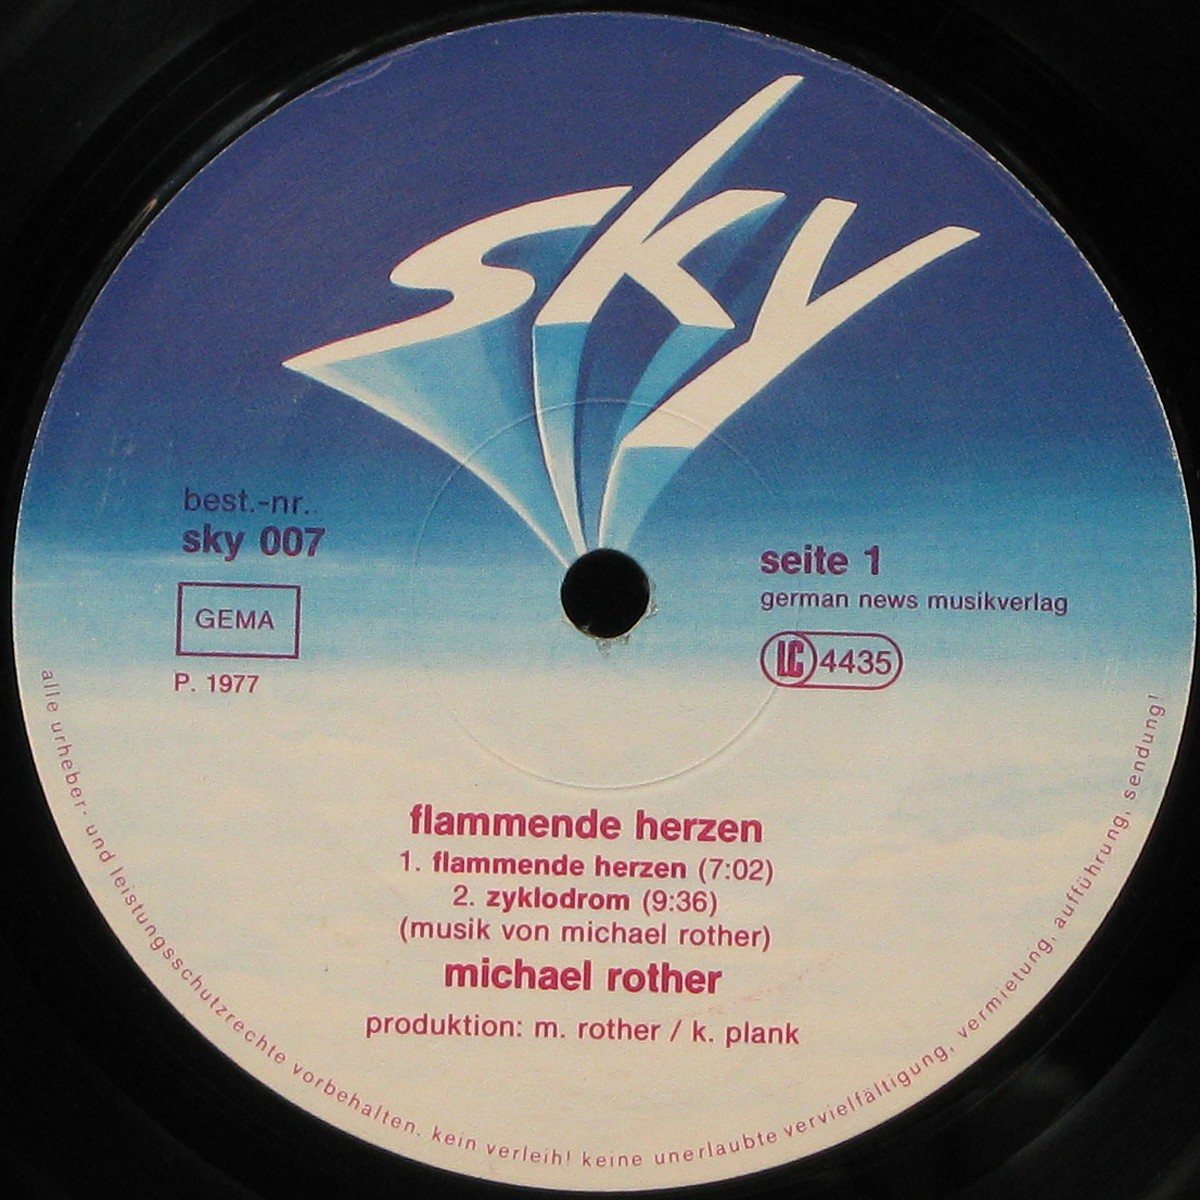 sky
best.-nr.
sky 007
GEMA
P. 1977
seite 1
german news musikverlag
LC 4435
flammende herzen
1. flammende herzen (7:02)
2. zyklodrom (9:36)
(musik von michael rother)
michael rother
produktion: m. rother / k. plank
alle urheber- und leistungsschutzrechte vorbehalten. kein verleih! keine unerlaubte vervielfältigung, vermietung, aufführung, sendung!